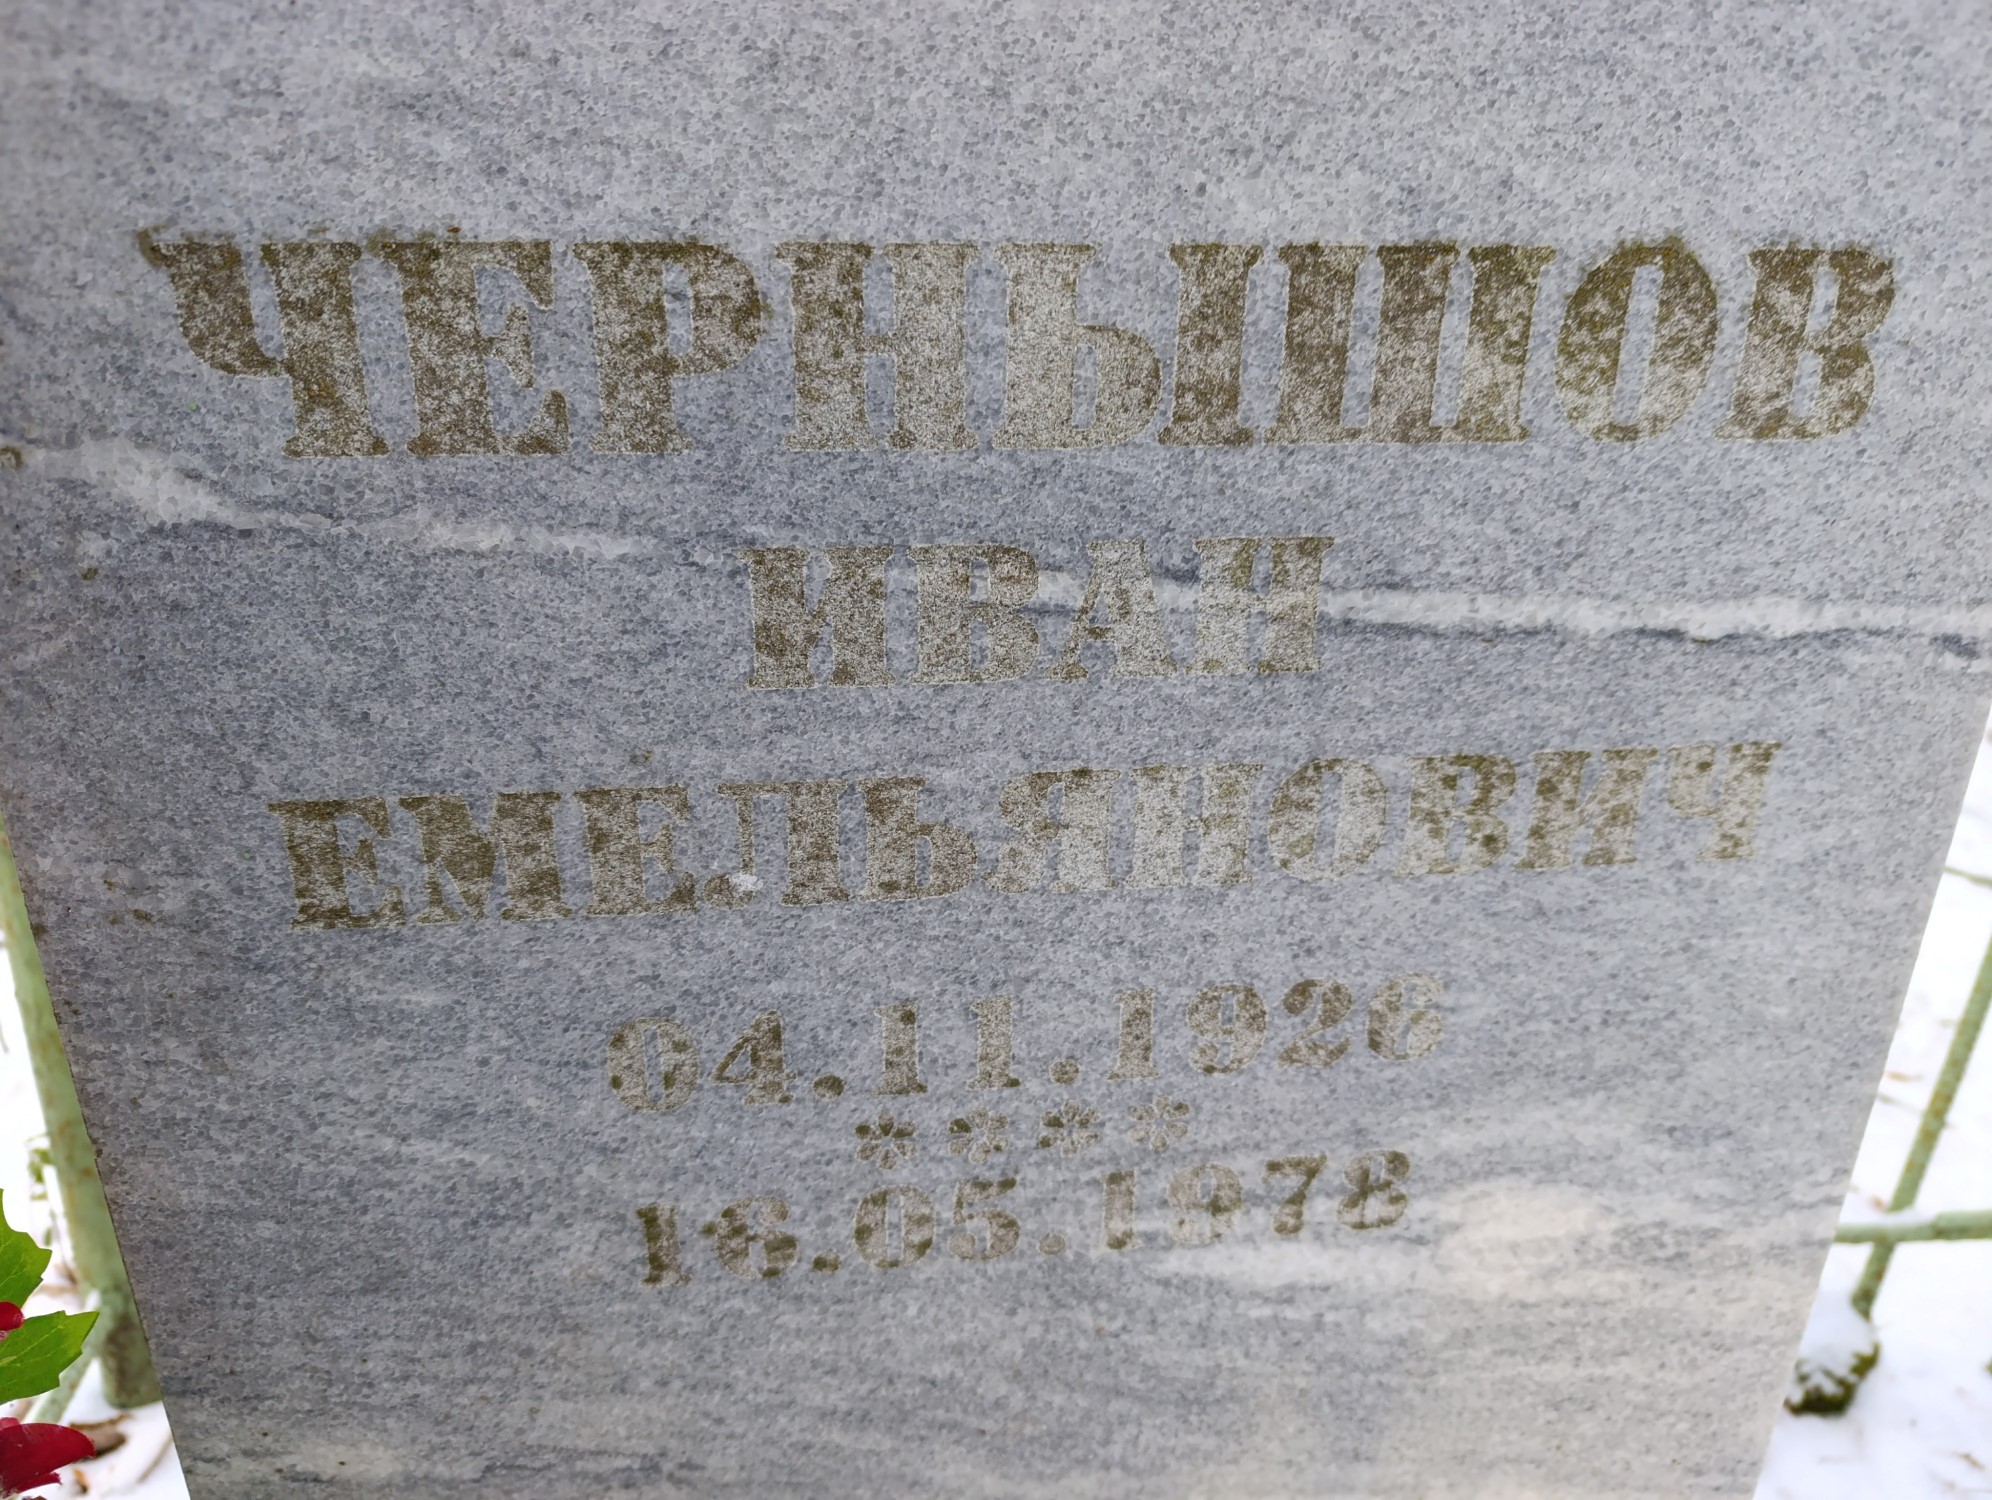 ЧЕРНЫШОВ
ИВАН
ЕМЕЛЬЯНОВИЧ
04.11.1926
****
16.05.1978